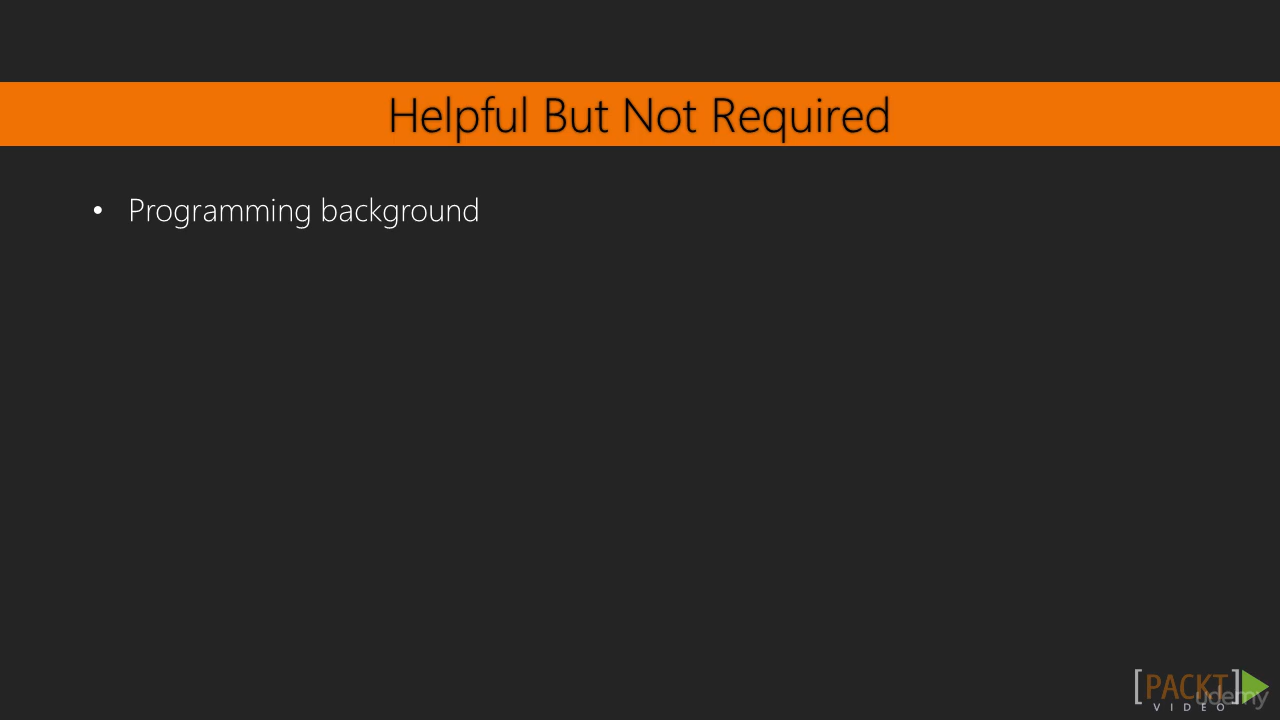 Helpful But Not Required
• Programming background
[PACKT]
VIDEO
udemy